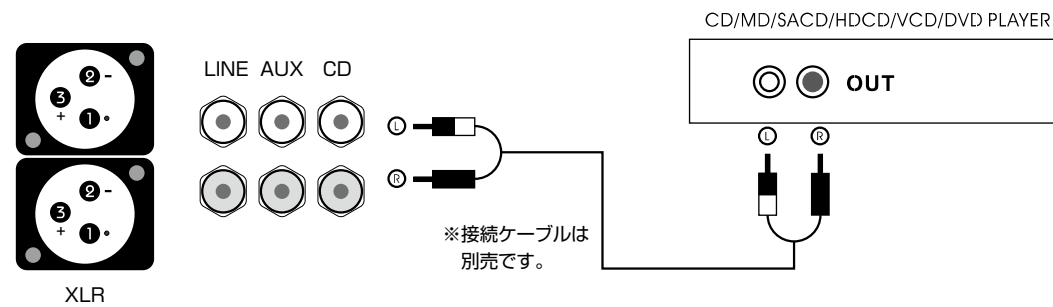 CD/MD/SACD/HDCD/VCD/DVD PLAYER
LINE AUX CD
2 -
3
+
1
L
R
OUT
L R
2 -
3
+
1
※接続ケーブルは
別売です。
XLR